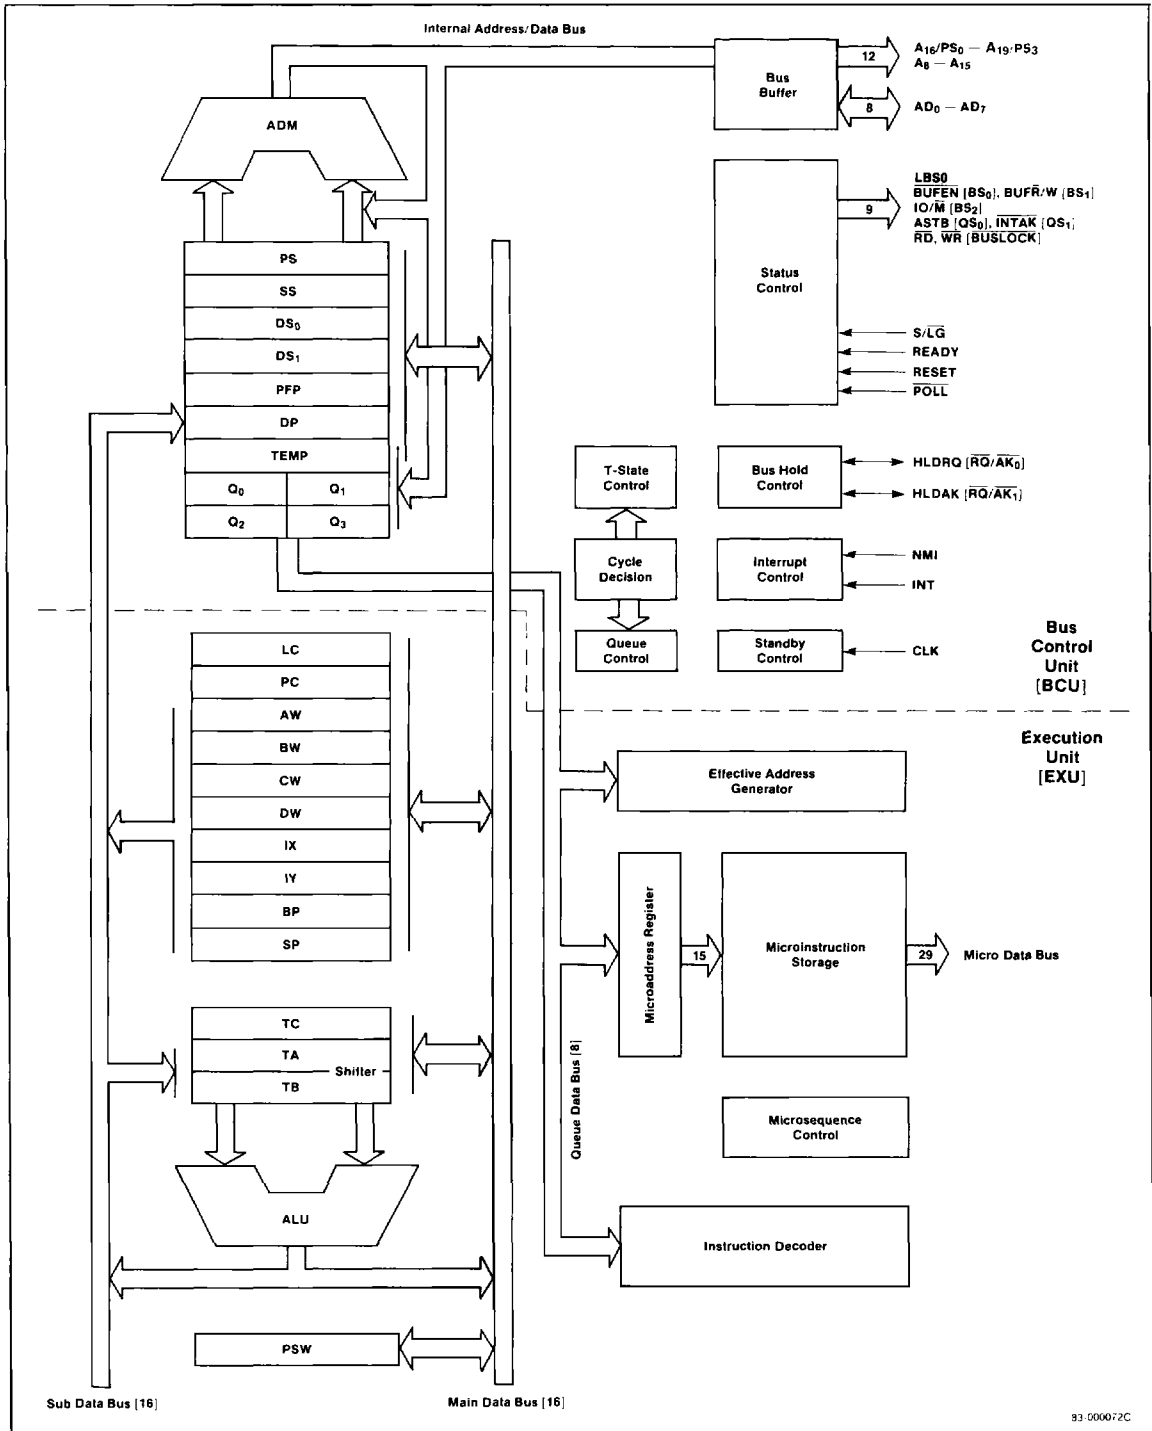 Internal Address/Data Bus
A16/PS0 — A19/PS3
A8 — A15
12
Bus
Buffer
8
AD0 — AD7
ADM
LBS0
BUFEN [BS0], BUFR/W [BS1]
IO/M [BS2]
ASTB [QS0], INTAK [QS1]
RD, WR [BUSLOCK]
9
Status
Control
S/LG
READY
RESET
POLL
PS
SS
DS0
DS1
PFP
DP
TEMP
Q0
Q1
Q2
Q3
T-State
Control
Bus Hold
Control
HLDRQ [RQ/AK0]
HLDAK [RQ/AK1]
Cycle
Decision
Interrupt
Control
NMI
INT
Queue
Control
Standby
Control
CLK
Bus
Control
Unit
[BCU]
Execution
Unit
[EXU]
LC
PC
AW
BW
CW
DW
IX
IY
BP
SP
Effective Address
Generator
Microaddress Register
15
Microinstruction
Storage
29
Micro Data Bus
TC
TA
Shifter
TB
Queue Data Bus [8]
Microsequence
Control
ALU
Instruction Decoder
PSW
Sub Data Bus [16]
Main Data Bus [16]
83-000072C